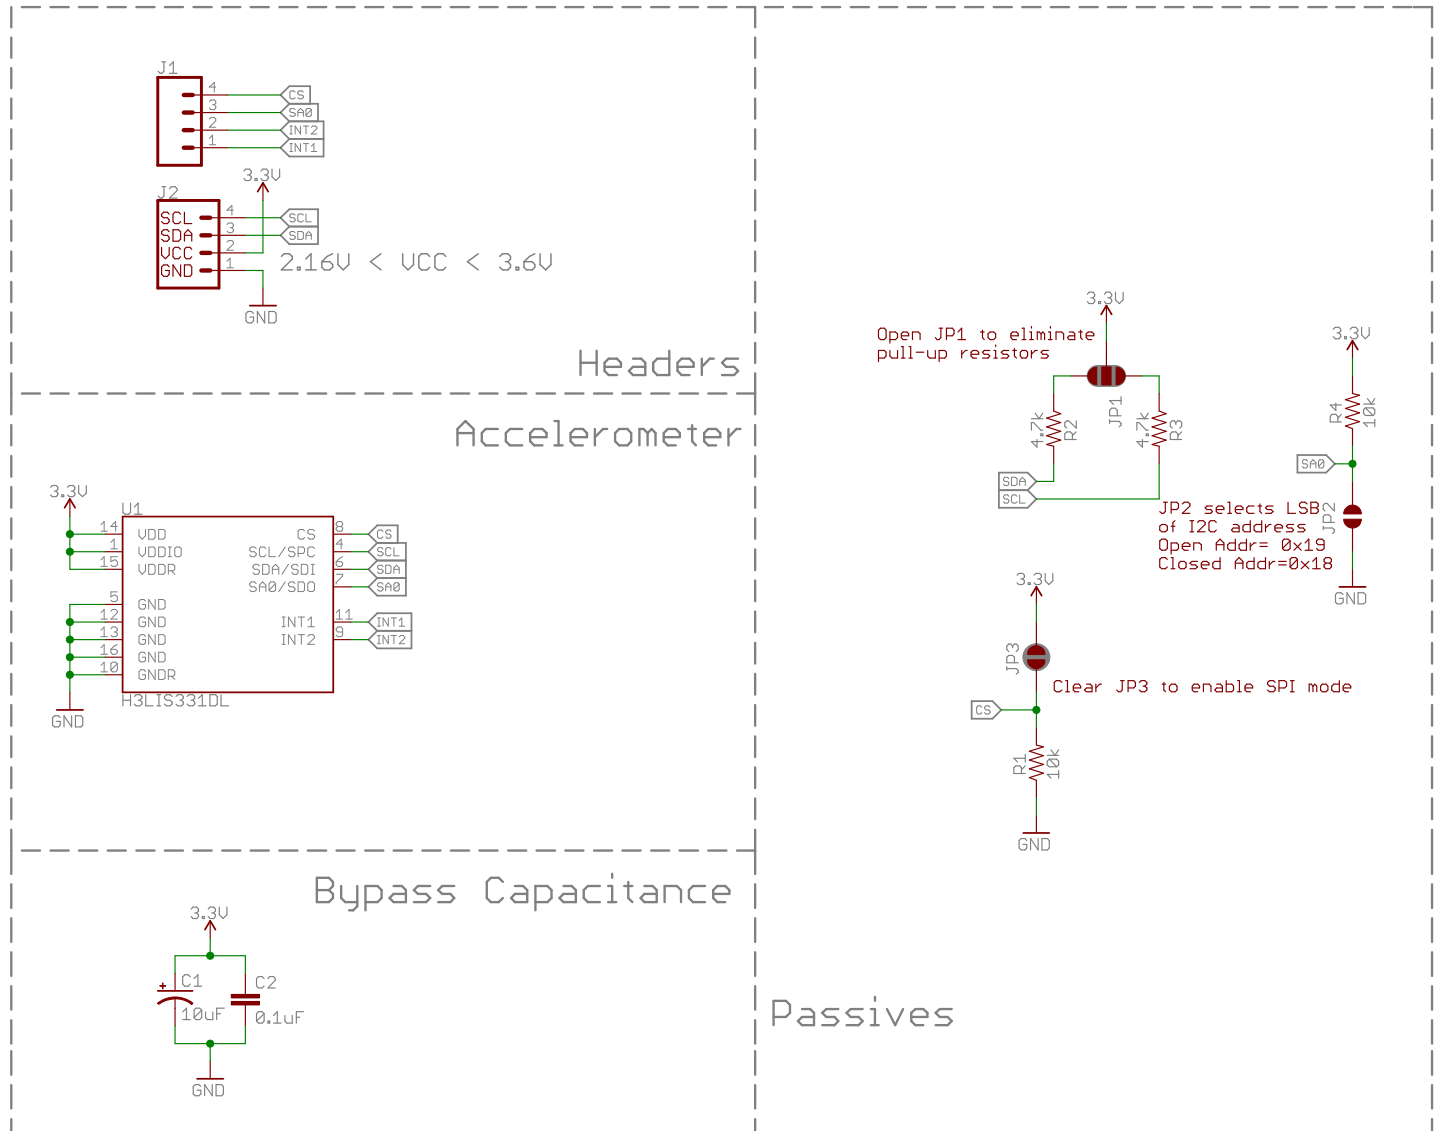 J1
4
CS
3
SA0
2
INT2
1
INT1
3.3V
J2
SCL
4
SCL
SDA
3
SDA
VCC
2
GND
1
2.16V < VCC < 3.6V
GND
Headers
Accelerometer
3.3V
U1
14
VDD
CS
8
CS
1
VDDIO
SCL/SPC
4
SCL
15
VDDR
SDA/SDI
6
SDA
SA0/SDO
7
SA0
5
GND
12
GND
INT1
11
INT1
13
GND
INT2
9
INT2
16
GND
10
GNDR
H3LIS331DL
GND
Bypass Capacitance
3.3V
+
C1
10uF
C2
0.1uF
GND
3.3V
Open JP1 to eliminate
pull-up resistors
JP1
4.7k
R2
4.7k
R3
SDA
SCL
3.3V
R4
10k
SA0
JP2 selects LSB
of I2C address
Open Addr= 0x19
Closed Addr=0x18
JP2
GND
3.3V
JP3
Clear JP3 to enable SPI mode
CS
R1
10k
GND
Passives